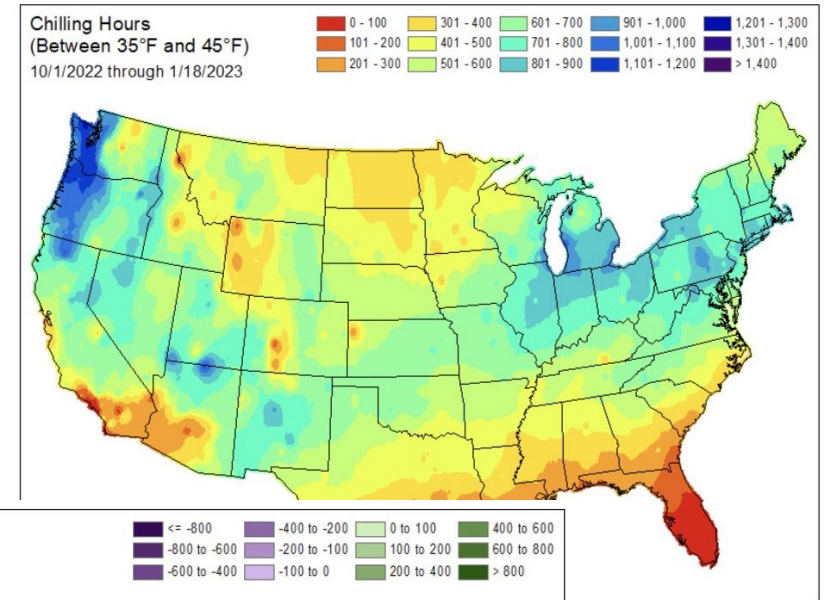 Chilling Hours
(Between 35°F and 45°F)
10/1/2022 through 1/18/2023
0 - 100
101 - 200
201 - 300
301 - 400
401 - 500
501 - 600
601 - 700
701 - 800
801 - 900
901 - 1,000
1,001 - 1,100
1,101 - 1,200
1,201 - 1,300
1,301 - 1,400
> 1,400
<= -800
-800 to -600
-600 to -400
-400 to -200
-200 to -100
-100 to 0
0 to 100
100 to 200
200 to 400
400 to 600
600 to 800
> 800